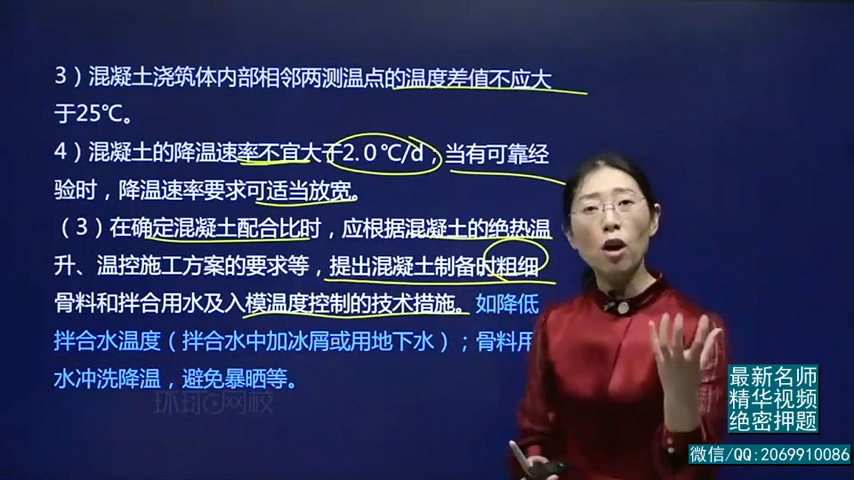 3）混凝土浇筑体内部相邻两测温点的温度差值不应大
于25℃。
4）混凝土的降温速率不宜大于2.0℃/d，当有可靠经
验时，降温速率要求可适当放宽。
（3）在确定混凝土配合比时，应根据混凝土的绝热温
升、温控施工方案的要求等，提出混凝土制备时粗细
骨料和拌合用水及入模温度控制的技术措施。如降低
拌合水温度（拌合水中加冰屑或用地下水）；骨料用
水冲洗降温，避免暴晒等。
环球网校
最新名师
精华视频
绝密押题
微信/QQ:2069910086